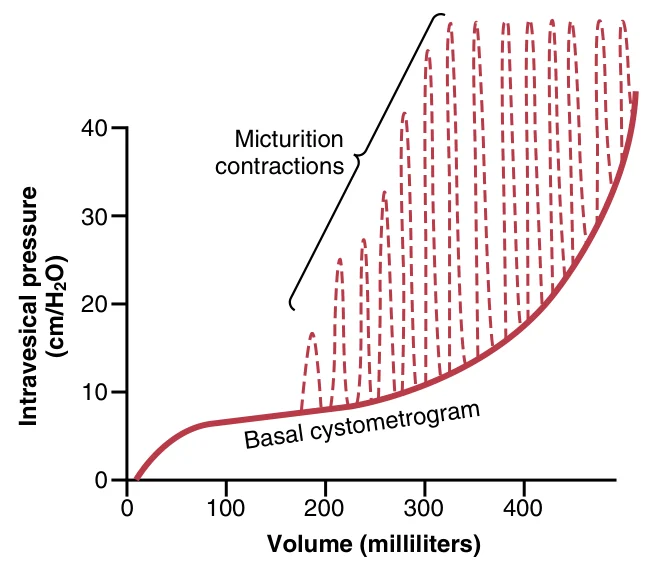 Micturition
contractions
40
30
20
10
0
Intravesical pressure
(cm/H₂O)
Basal cystometrogram
0 100 200 300 400
Volume (milliliters)